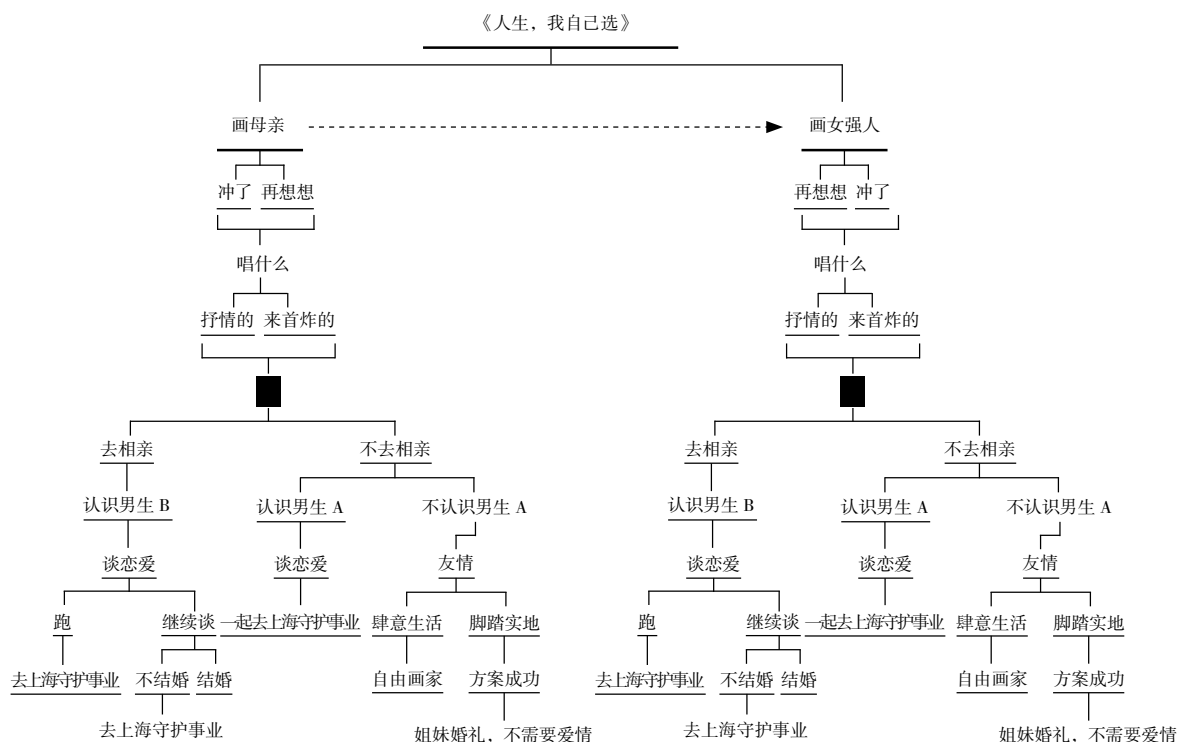 《人生，我自己选》
画母亲 画女强人
冲了 再想想 再想想 冲了
唱什么 唱什么
抒情的 来首炸的 抒情的 来首炸的
去相亲 不去相亲 去相亲 不去相亲
认识男生 B 认识男生 A 不认识男生 A 认识男生 B 认识男生 A 不认识男生 A
谈恋爱 谈恋爱 友情 谈恋爱 谈恋爱 友情
跑 继续谈 一起去上海守护事业 肆意生活 脚踏实地 跑 继续谈 一起去上海守护事业 肆意生活 脚踏实地
去上海守护事业 不结婚 结婚 自由画家 方案成功 去上海守护事业 不结婚 结婚 自由画家 方案成功
去上海守护事业 姐妹婚礼，不需要爱情 去上海守护事业 姐妹婚礼，不需要爱情